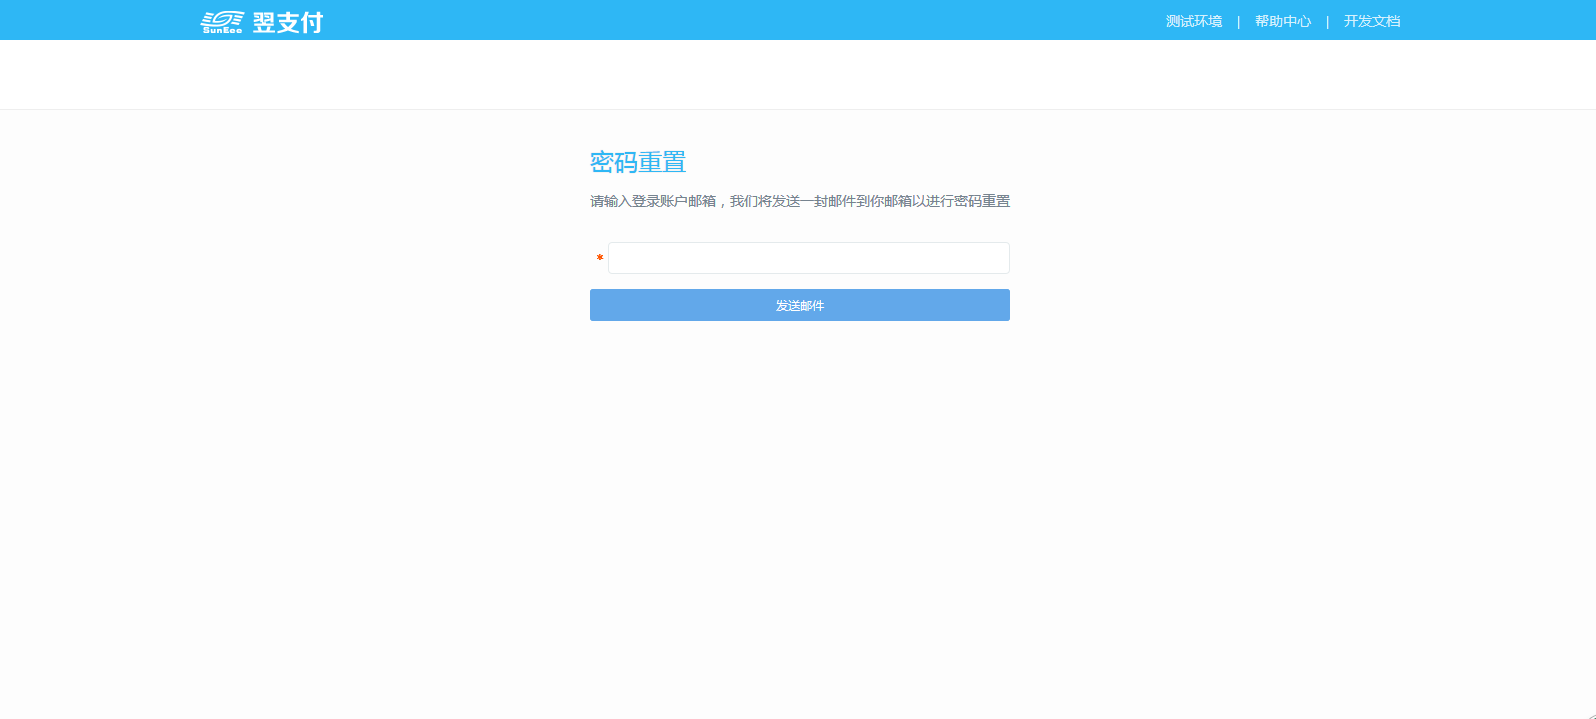 SunEee 翌支付
测试环境 | 帮助中心 | 开发文档
密码重置
请输入登录账户邮箱，我们将发送一封邮件到你邮箱以进行密码重置
*
发送邮件